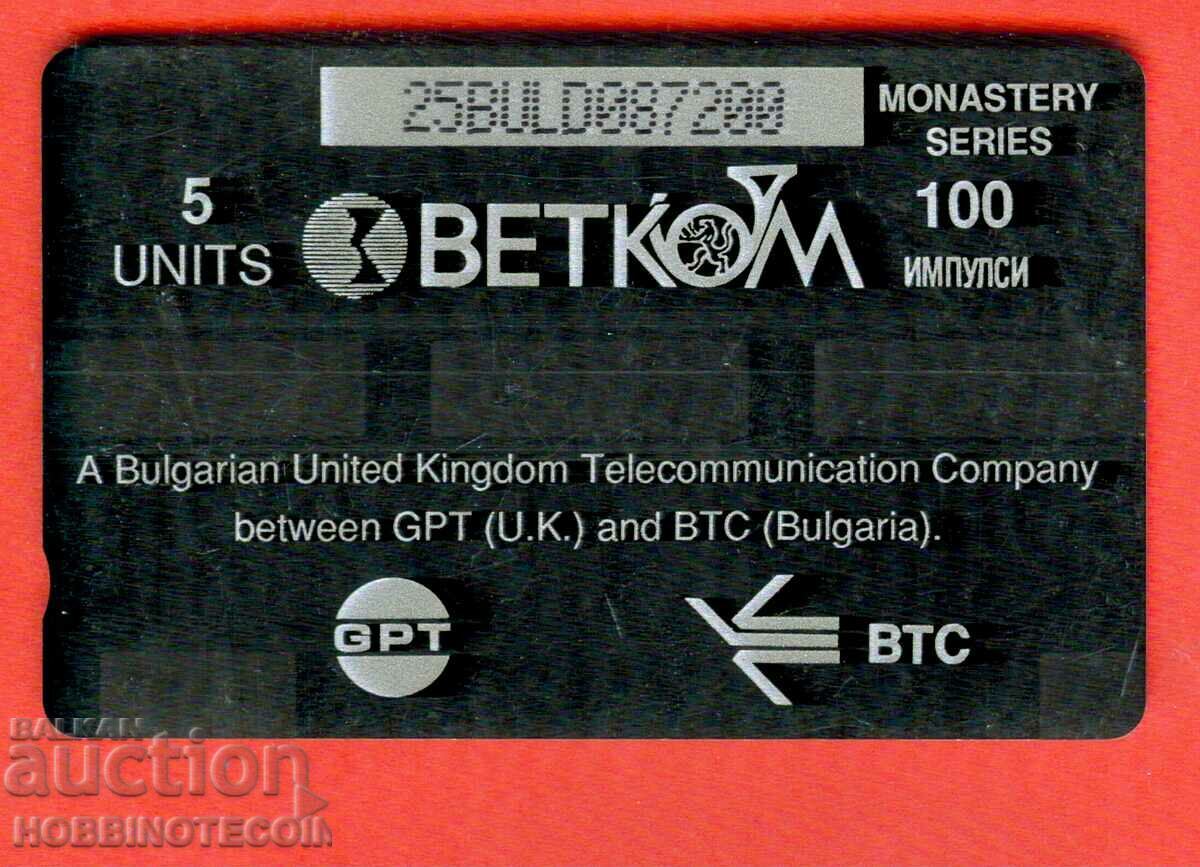 25BULD087200
MONASTERY
SERIES
5
UNITS
ВЕТКОМ
100
ИМПУЛСИ
A Bulgarian United Kingdom Telecommunication Company
between GPT (U.K.) and BTC (Bulgaria).
GPT
BTC
BALKAN
auction
HOBBINOTECOIN